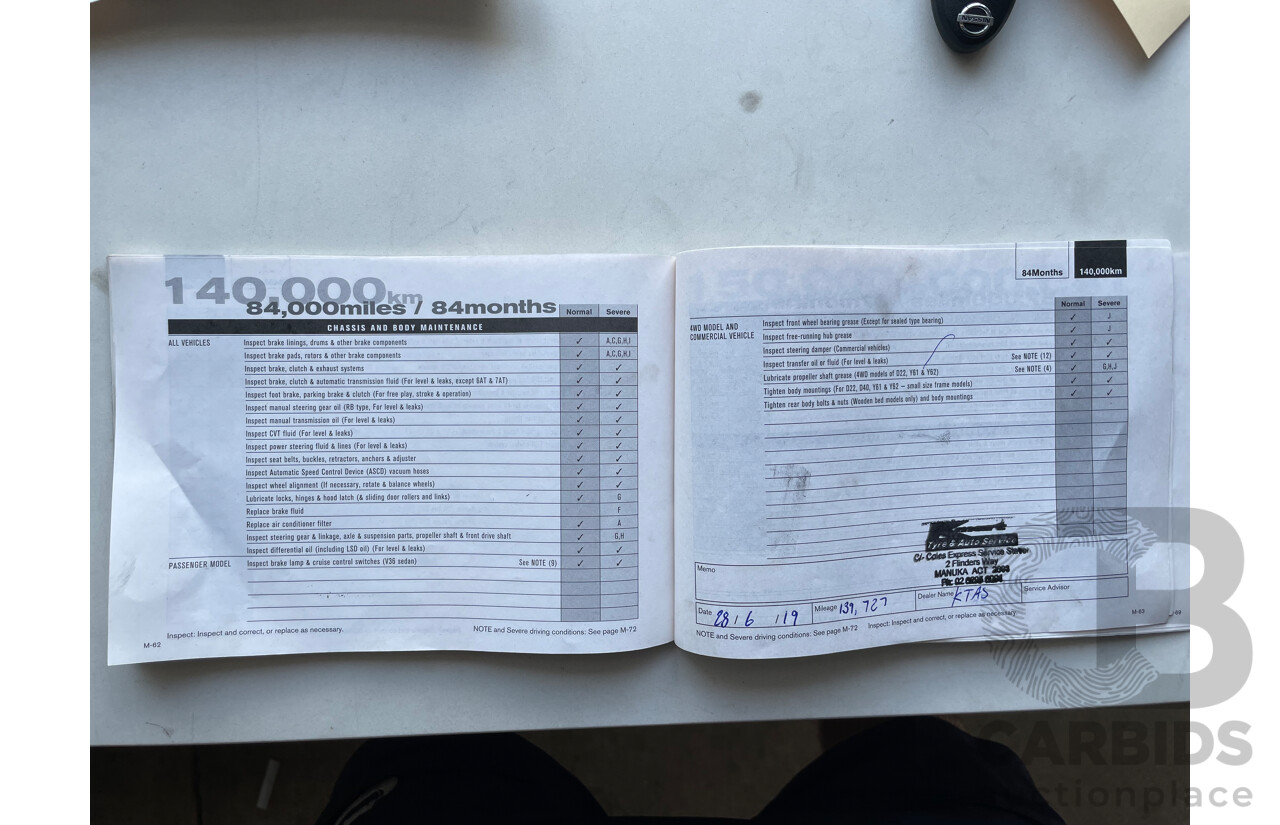 NISSAN
140,000km
84,000miles / 84months
Normal Severe
CHASSIS AND BODY MAINTENANCE
ALL VEHICLES
Inspect brake linings, drums & other brake components ✓ A,C,G,H,I
Inspect brake pads, rotors & other brake components ✓ A,C,G,H,I
Inspect brake, clutch & exhaust systems ✓ ✓
Inspect brake, clutch & automatic transmission fluid (For level & leaks, except 6AT & 7AT) ✓ ✓
Inspect foot brake, parking brake & clutch (For free play, stroke & operation) ✓ ✓
Inspect manual steering gear oil (RB type, For level & leaks) ✓ ✓
Inspect manual transmission oil (For level & leaks) ✓ ✓
Inspect CVT fluid (For level & leaks) ✓ ✓
Inspect power steering fluid & lines (For level & leaks) ✓ ✓
Inspect seat belts, buckles, retractors, anchors & adjuster ✓ ✓
Inspect Automatic Speed Control Device (ASCD) vacuum hoses ✓ ✓
Inspect wheel alignment (If necessary, rotate & balance wheels) ✓ ✓
Lubricate locks, hinges & hood latch (& sliding door rollers and links) ✓ G
Replace brake fluid F
Replace air conditioner filter ✓ A
Inspect steering gear & linkage, axle & suspension parts, propeller shaft & front drive shaft ✓ G,H
Inspect differential oil (including LSD oil) (For level & leaks) ✓ ✓
PASSENGER MODEL Inspect brake lamp & cruise control switches (V36 sedan) See NOTE (9) ✓ ✓
Inspect: Inspect and correct, or replace as necessary. NOTE and Severe driving conditions: See page M-72
M-62
84Months 140,000km
Normal Severe
4WD MODEL AND COMMERCIAL VEHICLE
Inspect front wheel bearing grease (Except for sealed type bearing) ✓ J
Inspect free-running hub grease ✓ J
Inspect steering damper (Commercial vehicles) ✓ ✓
Inspect transfer oil or fluid (For level & leaks) See NOTE (12) ✓ ✓
Lubricate propeller shaft grease (4WD models of D22, Y61 & Y62) See NOTE (4) ✓ G,H,J
Tighten body mountings (For D22, D40, Y61 & Y62 – small size frame models) ✓ ✓
Tighten rear body bolts & nuts (Wooden bed models only) and body mountings ✓ ✓
Tyre & Auto Service
C/- Coles Express Service Station
2 Flinders Way
MANUKA ACT 2603
Memo
Date 28/6/19 Mileage 139,727 Dealer Name KTAS Service Advisor
NOTE and Severe driving conditions: See page M-72 Inspect: Inspect and correct, or replace as necessary.
M-63
-69
CARBIDS
ctionplace